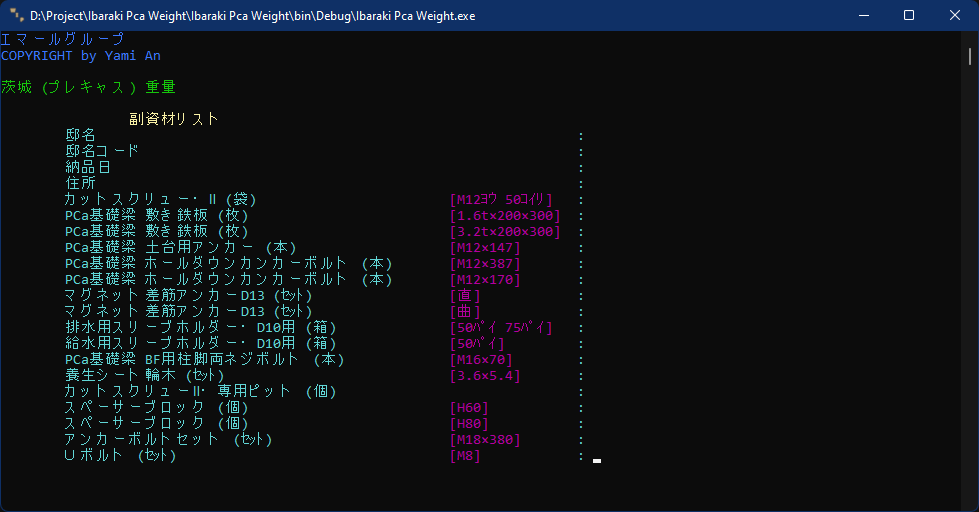 D:\Project\Ibaraki Pca Weight\Ibaraki Pca Weight\bin\Debug\Ibaraki Pca Weight.exe
エマールグループ
COPYRIGHT by Yami An
茨城 (プレキャス) 重量
副資材リスト
邸名 :
邸名コード :
納品日 :
住所 :
カットスクリュー・Ⅱ (袋) [M12ﾖウ 50ｺｲﾘ] :
PCa基礎梁 敷き鉄板 (枚) [1.6t×200×300] :
PCa基礎梁 敷き鉄板 (枚) [3.2t×200×300] :
PCa基礎梁 土台用アンカー (本) [M12×147] :
PCa基礎梁 ホールダウンカンカーボルト (本) [M12×387] :
PCa基礎梁 ホールダウンカンカーボルト (本) [M12×170] :
マグネット差筋アンカーD13 (ｾｯﾄ) [直] :
マグネット差筋アンカーD13 (ｾｯﾄ) [曲] :
排水用スリーブホルダー・D10用 (箱) [50ﾊﾟｲ 75ﾊﾟｲ] :
給水用スリーブホルダー・D10用 (箱) [50ﾊﾟｲ] :
PCa基礎梁 BF用柱脚両ネジボルト (本) [M16×70] :
養生シート輪木 (ｾｯﾄ) [3.6×5.4] :
カットスクリューⅡ・専用ピット (個) :
スペーサーブロック (個) [H60] :
スペーサーブロック (個) [H80] :
アンカーボルトセット (ｾｯﾄ) [M18×380] :
Uボルト (ｾｯﾄ) [M8] :